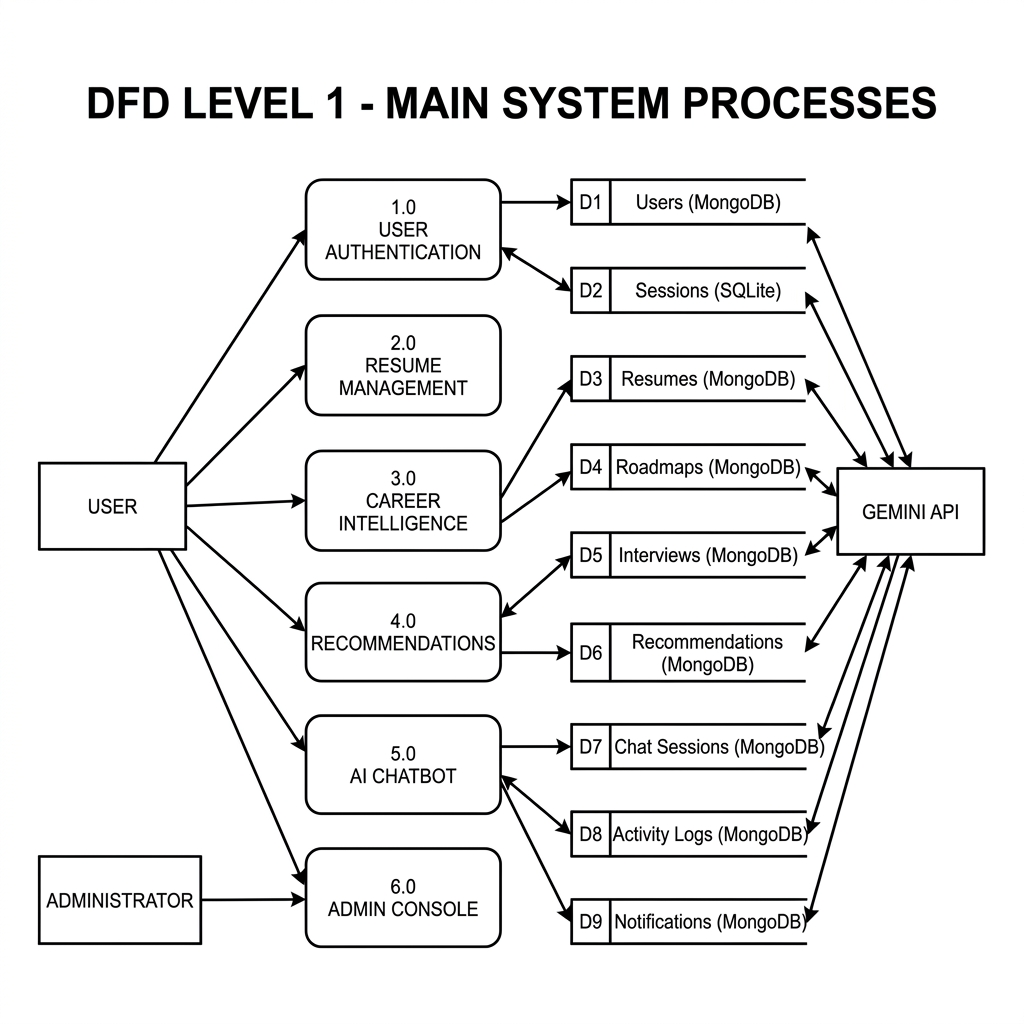 DFD LEVEL 1 - MAIN SYSTEM PROCESSES
1.0
USER
AUTHENTICATION
2.0
RESUME
MANAGEMENT
3.0
CAREER
INTELLIGENCE
4.0
RECOMMENDATIONS
5.0
AI CHATBOT
6.0
ADMIN CONSOLE
USER
ADMINISTRATOR
D1 Users (MongoDB)
D2 Sessions (SQLite)
D3 Resumes (MongoDB)
D4 Roadmaps (MongoDB)
D5 Interviews (MongoDB)
D6 Recommendations
(MongoDB)
D7 Chat Sessions (MongoDB)
D8 Activity Logs (MongoDB)
D9 Notifications (MongoDB)
GEMINI API